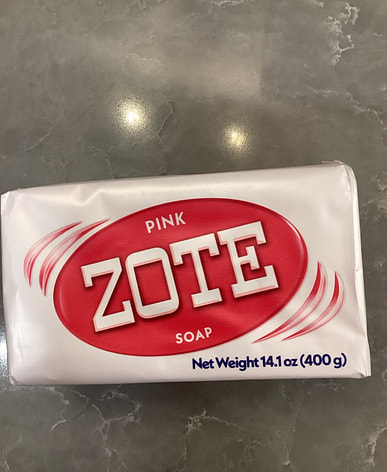 PINK
ZOTE
SOAP
Net Weight 14.1 oz (400 g)